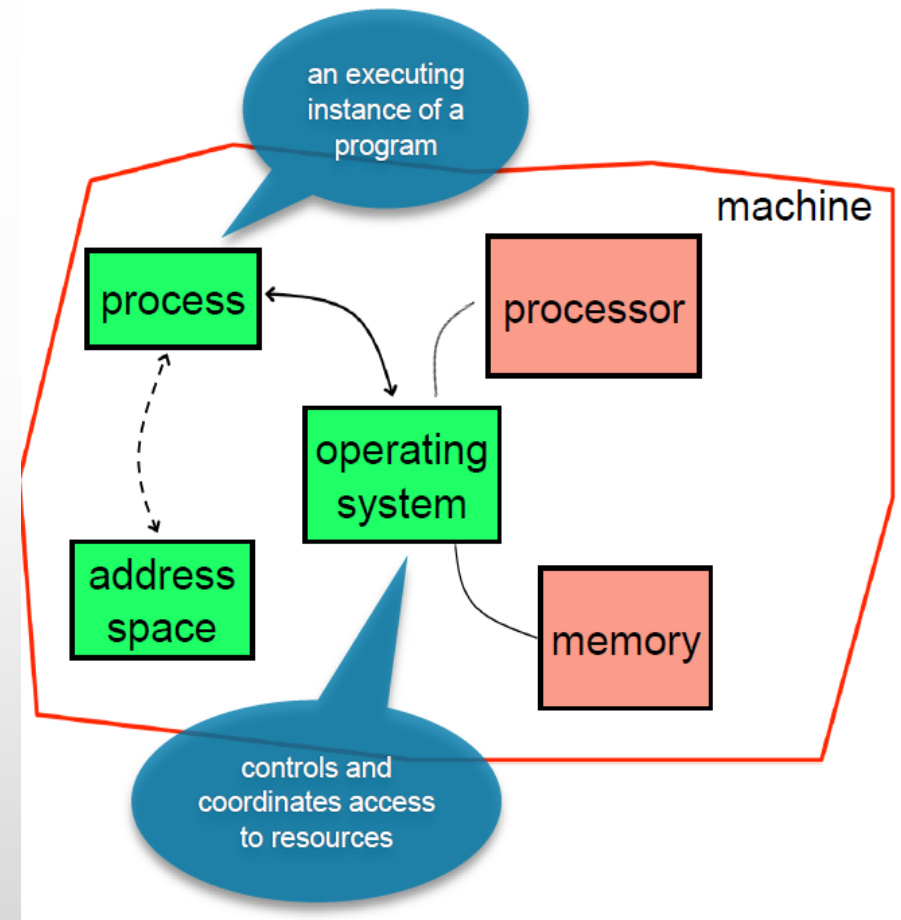 an executing
instance of a
program
machine
process
processor
operating
system
address
space
memory
controls and
coordinates access
to resources